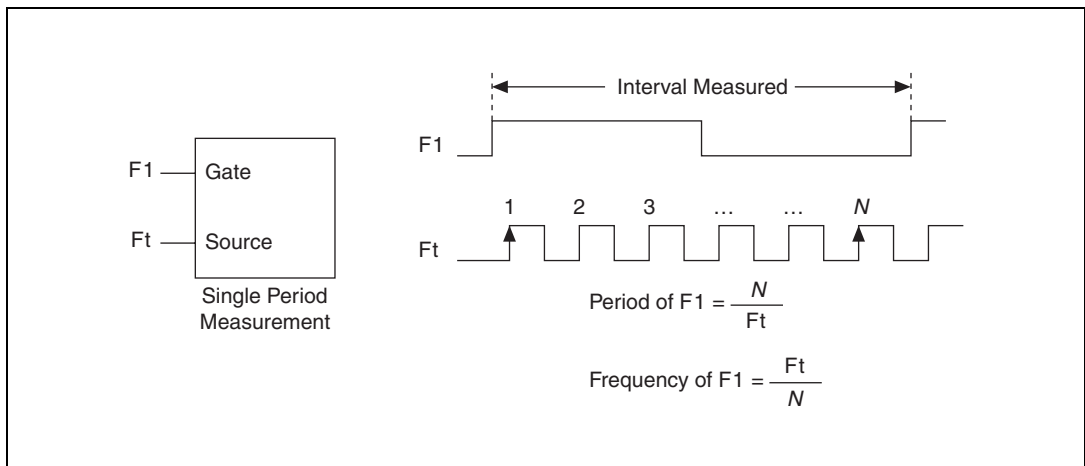 Interval Measured
F1
F1
Gate
1 2 3 … … N
Ft
Source
Ft
Single Period
Measurement
Period of F1 = N
Ft
Frequency of F1 = Ft
N